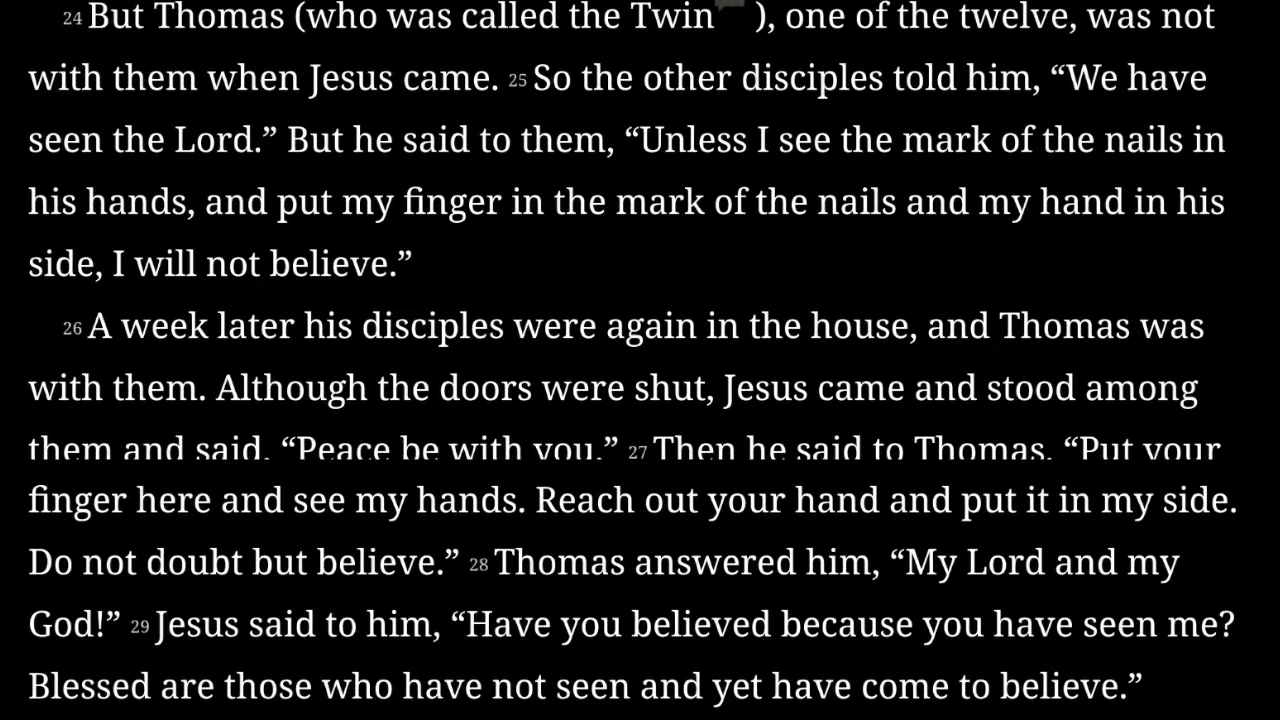 24 But Thomas (who was called the Twin ), one of the twelve, was not
with them when Jesus came. 25 So the other disciples told him, “We have
seen the Lord.” But he said to them, “Unless I see the mark of the nails in
his hands, and put my finger in the mark of the nails and my hand in his
side, I will not believe.”
26 A week later his disciples were again in the house, and Thomas was
with them. Although the doors were shut, Jesus came and stood among
them and said, “Peace be with you.” 27 Then he said to Thomas, “Put your
finger here and see my hands. Reach out your hand and put it in my side.
Do not doubt but believe.” 28 Thomas answered him, “My Lord and my
God!” 29 Jesus said to him, “Have you believed because you have seen me?
Blessed are those who have not seen and yet have come to believe.”